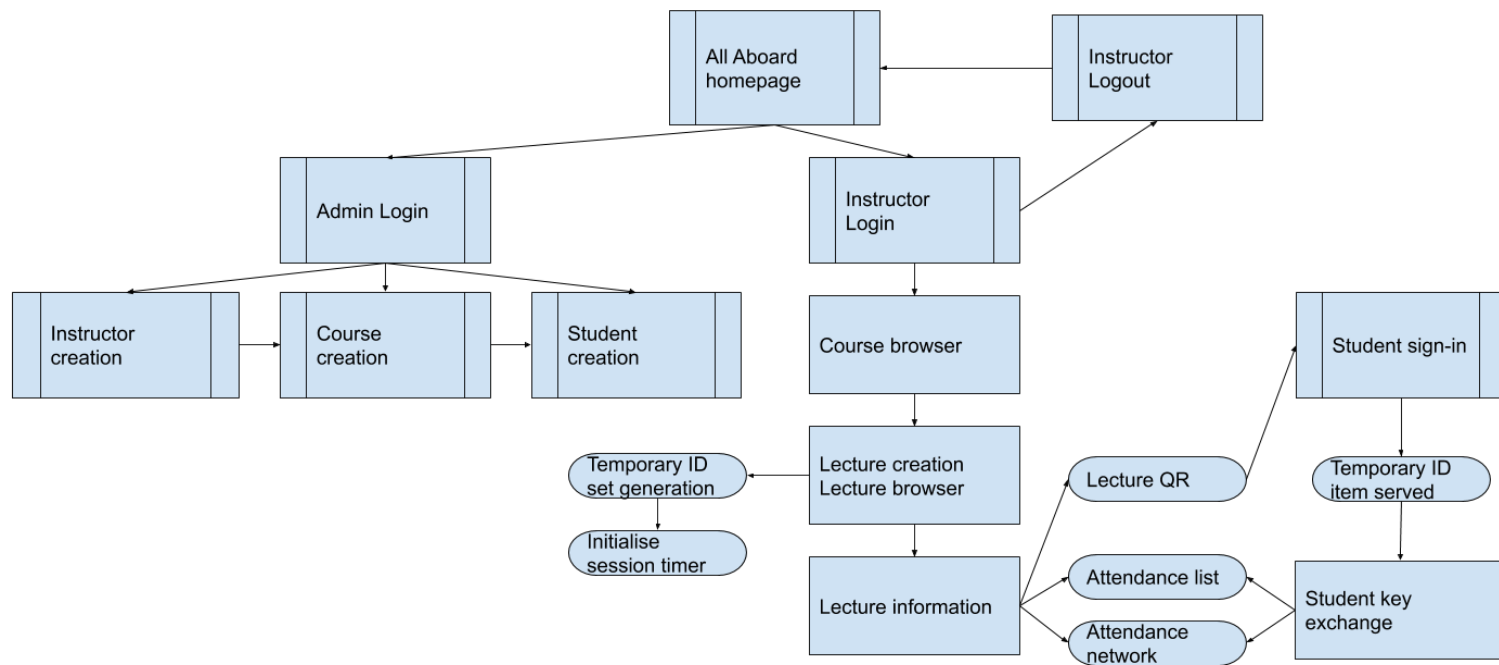 All Aboard
homepage
Instructor
Logout
Admin Login
Instructor
Login
Instructor
creation
Course
creation
Student
creation
Course browser
Student sign-in
Temporary ID
set generation
Lecture creation
Lecture browser
Lecture QR
Temporary ID
item served
Initialise
session timer
Lecture information
Attendance list
Attendance
network
Student key
exchange